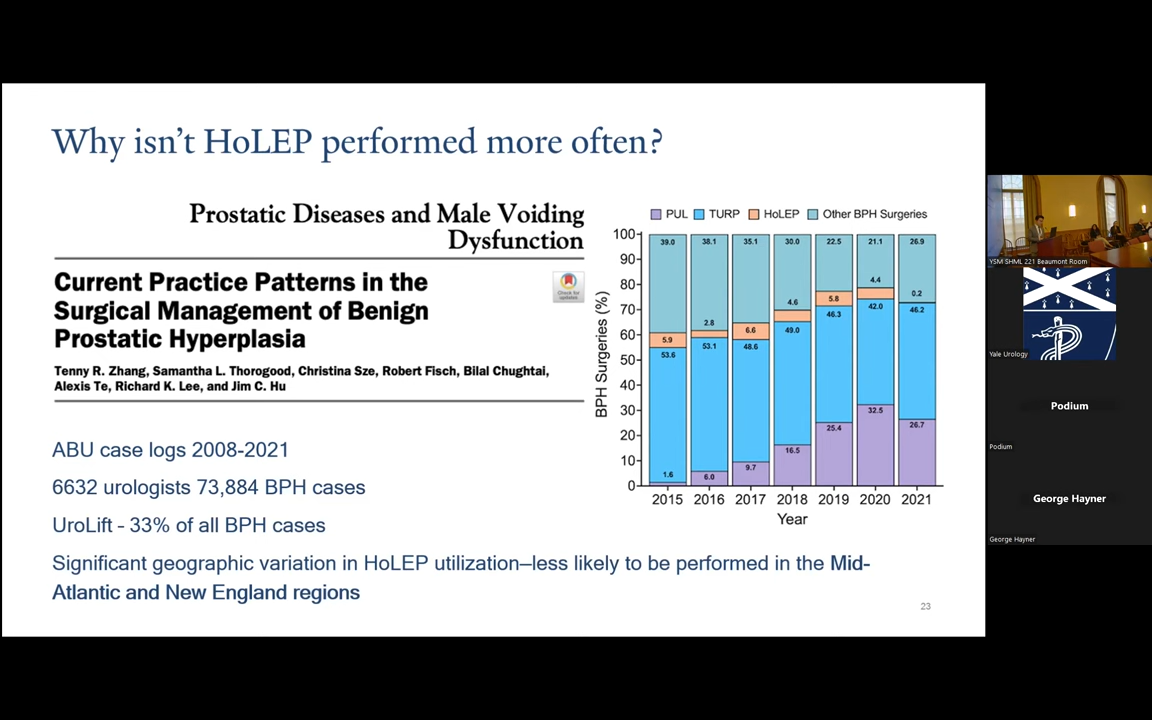 Why isn't HoLEP performed more often?
Prostatic Diseases and Male Voiding
Dysfunction
Current Practice Patterns in the
Surgical Management of Benign
Prostatic Hyperplasia
Check for
updates
Tenny R. Zhang, Samantha L. Thorogood, Christina Sze, Robert Fisch, Bilal Chughtai,
Alexis Te, Richard K. Lee, and Jim C. Hu
ABU case logs 2008-2021
6632 urologists 73,884 BPH cases
UroLift - 33% of all BPH cases
Significant geographic variation in HoLEP utilization–less likely to be performed in the Mid-
Atlantic and New England regions
PUL TURP HoLEP Other BPH Surgeries
BPH Surgeries (%)
100
90
80
70
60
50
40
30
20
10
0
39.0 38.1 35.1 30.0 22.5 21.1 26.9
5.9 2.8 6.6 4.6 5.8 4.4 0.2
53.6 53.1 48.6 49.0 46.3 42.0 46.2
1.6 6.0 9.7 16.5 25.4 32.5 26.7
2015 2016 2017 2018 2019 2020 2021
Year
23
YSM SHML 221 Beaumont Room
Yale Urology
Podium
Podium
George Hayner
George Hayner